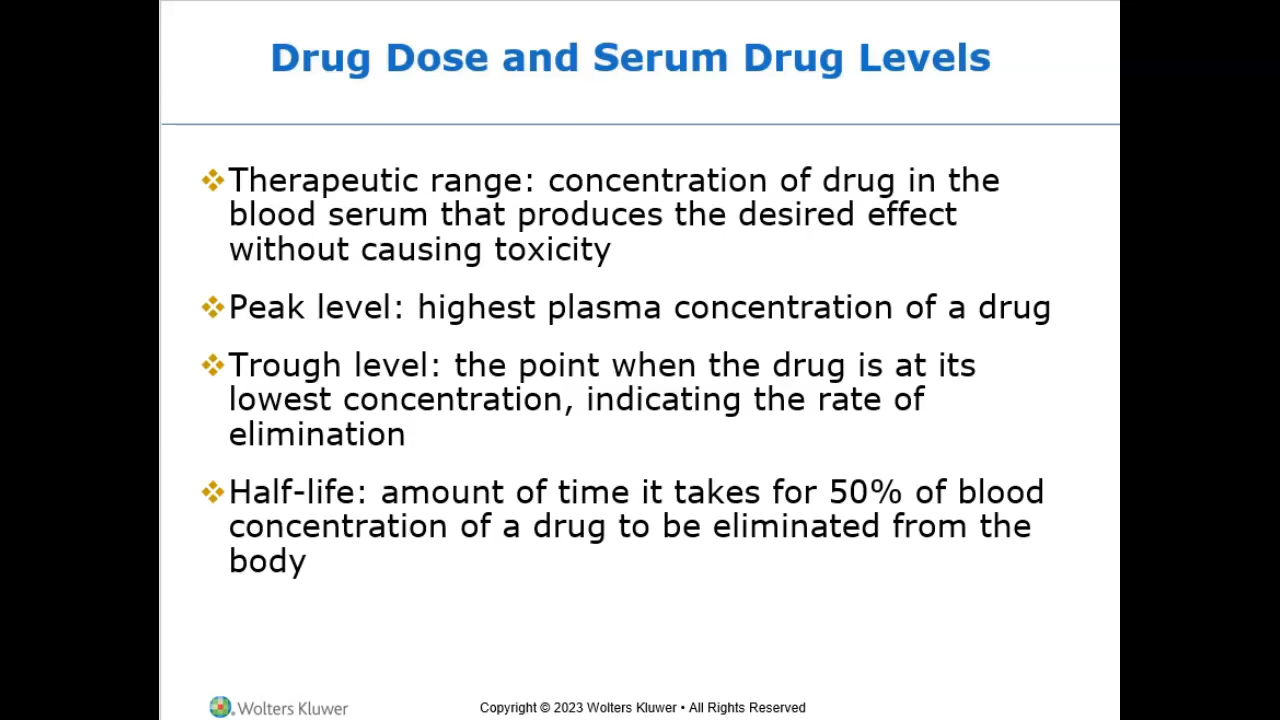 Drug Dose and Serum Drug Levels
Therapeutic range: concentration of drug in the
blood serum that produces the desired effect
without causing toxicity
Peak level: highest plasma concentration of a drug
Trough level: the point when the drug is at its
lowest concentration, indicating the rate of
elimination
Half-life: amount of time it takes for 50% of blood
concentration of a drug to be eliminated from the
body
Wolters Kluwer
Copyright © 2023 Wolters Kluwer • All Rights Reserved